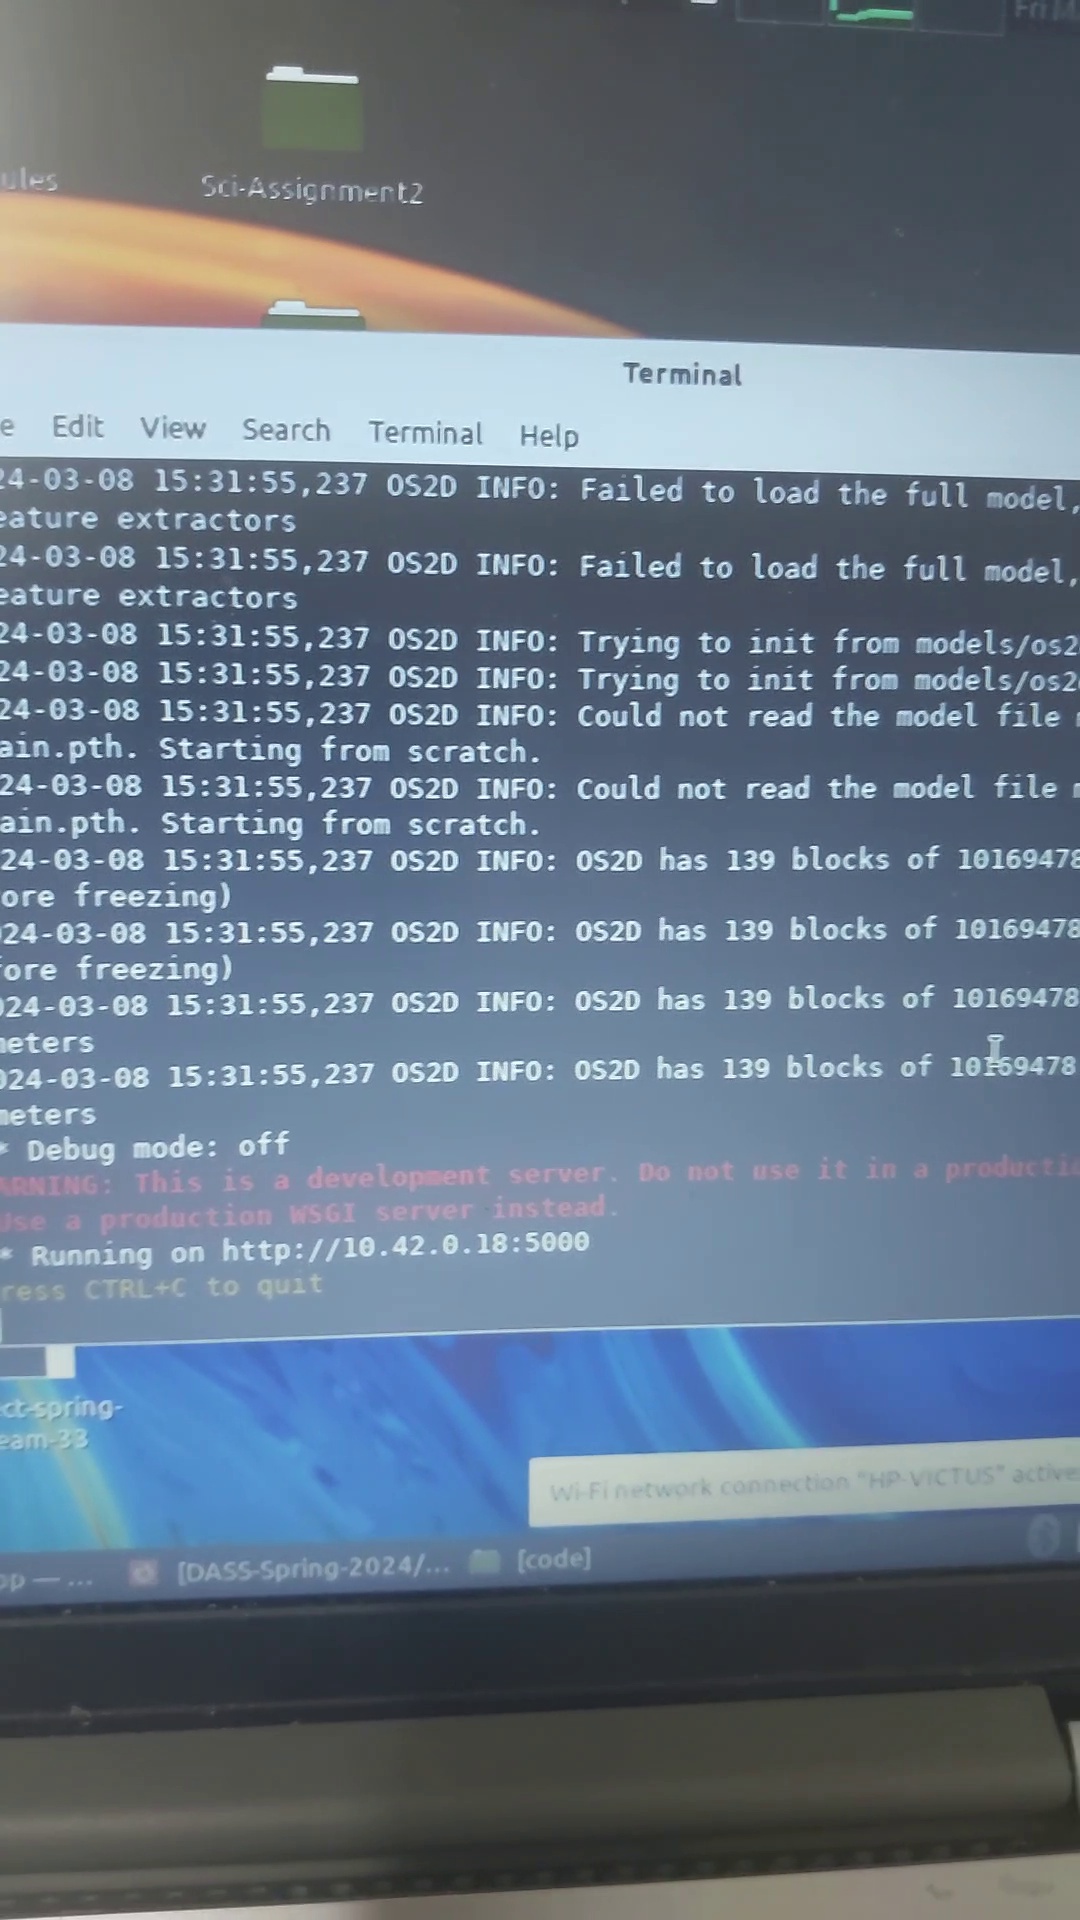 Fri
ules
Sci-Assignment2
Terminal
e Edit View Search Terminal Help
24-03-08 15:31:55,237 OS2D INFO: Failed to load the full model,
eature extractors
24-03-08 15:31:55,237 OS2D INFO: Failed to load the full model,
eature extractors
24-03-08 15:31:55,237 OS2D INFO: Trying to init from models/os2
24-03-08 15:31:55,237 OS2D INFO: Trying to init from models/os2
24-03-08 15:31:55,237 OS2D INFO: Could not read the model file
ain.pth. Starting from scratch.
24-03-08 15:31:55,237 OS2D INFO: Could not read the model file
ain.pth. Starting from scratch.
24-03-08 15:31:55,237 OS2D INFO: OS2D has 139 blocks of 10169478
ore freezing)
024-03-08 15:31:55,237 OS2D INFO: OS2D has 139 blocks of 10169478
fore freezing)
024-03-08 15:31:55,237 OS2D INFO: OS2D has 139 blocks of 10169478
meters
024-03-08 15:31:55,237 OS2D INFO: OS2D has 139 blocks of 10169478
meters
* Debug mode: off
ARNING: This is a development server. Do not use it in a productio
Use a production WSGI server instead.
* Running on http://10.42.0.18:5000
ress CTRL+C to quit
ct-spring-
eam-33
Wi-Fi network connection "HP-VICTUS" active
op — ... [DASS-Spring-2024/... [code]